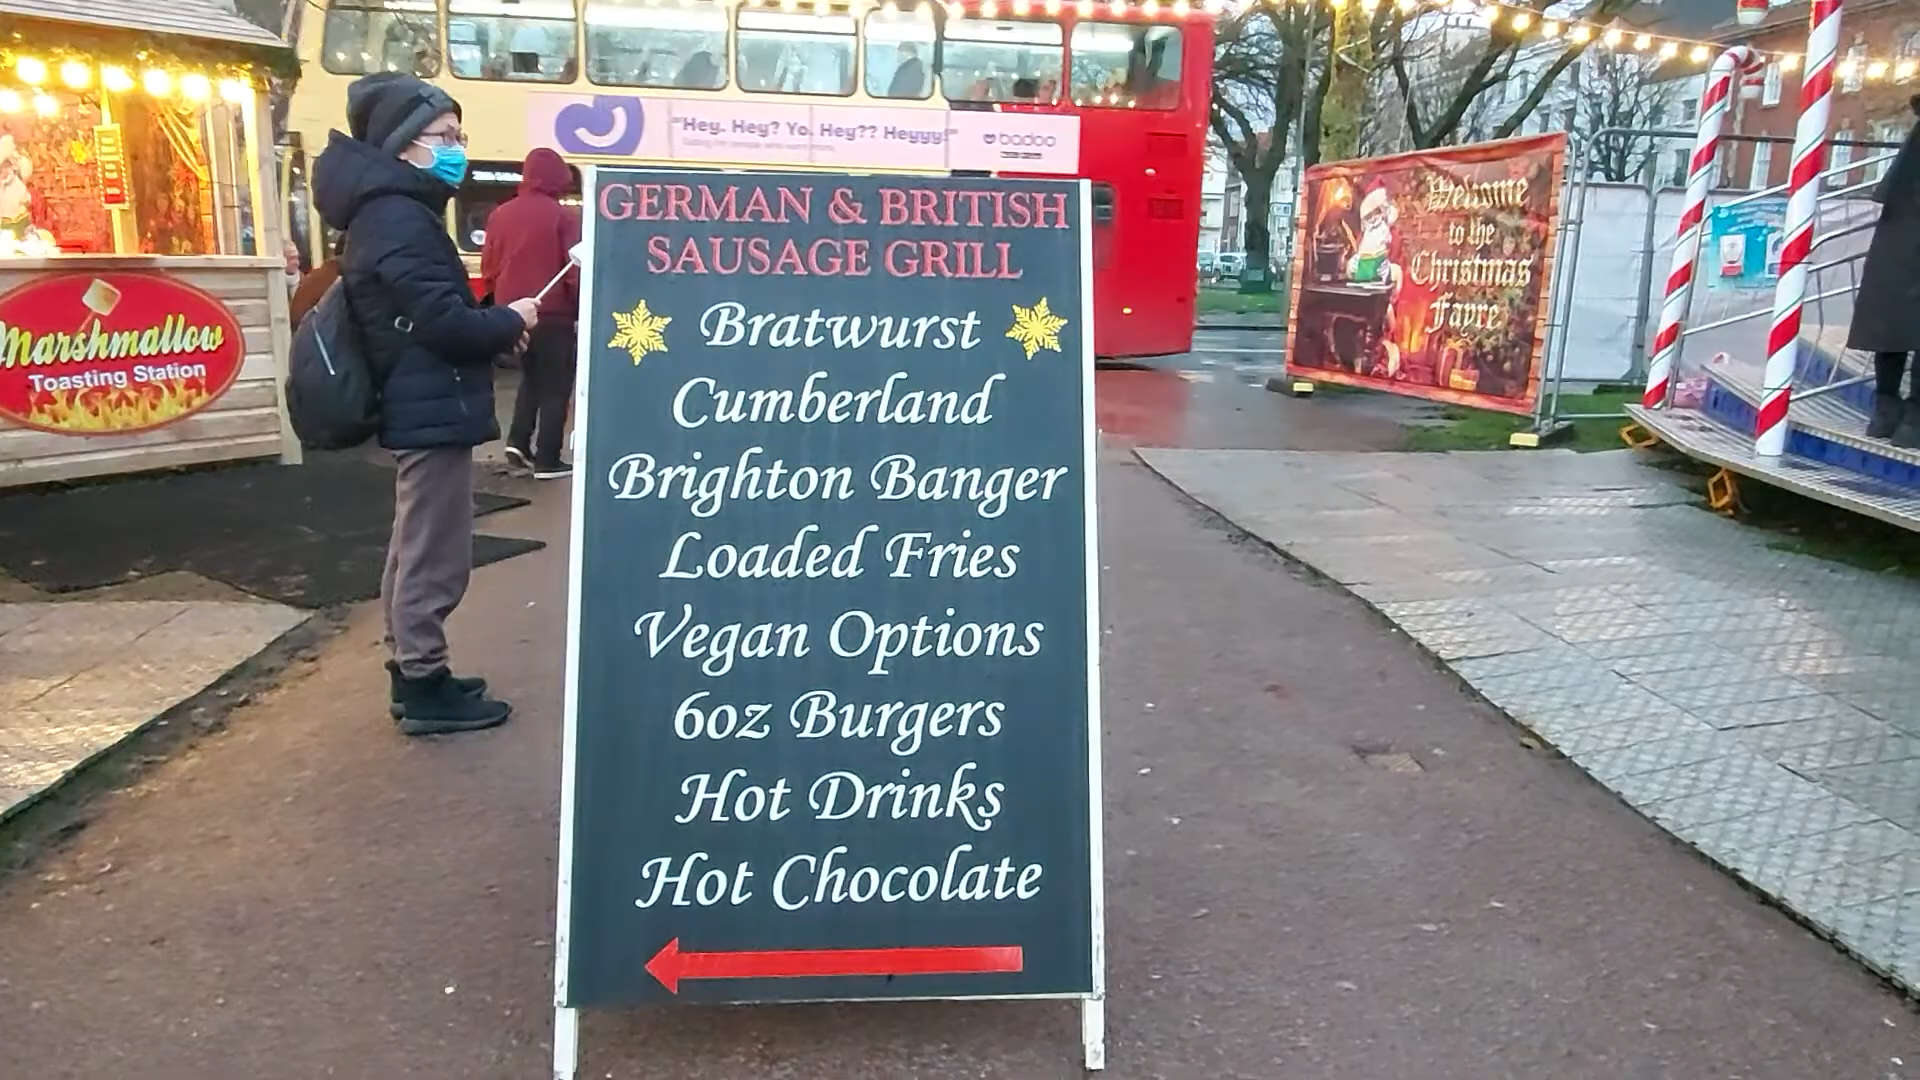 "Hey. Hey? Yo. Hey?? Heyyy!"
badoo
GERMAN & BRITISH
SAUSAGE GRILL
Bratwurst
Cumberland
Brighton Banger
Loaded Fries
Vegan Options
6oz Burgers
Hot Drinks
Hot Chocolate
Marshmallow
Toasting Station
Welcome
to the
Christmas
Fayre